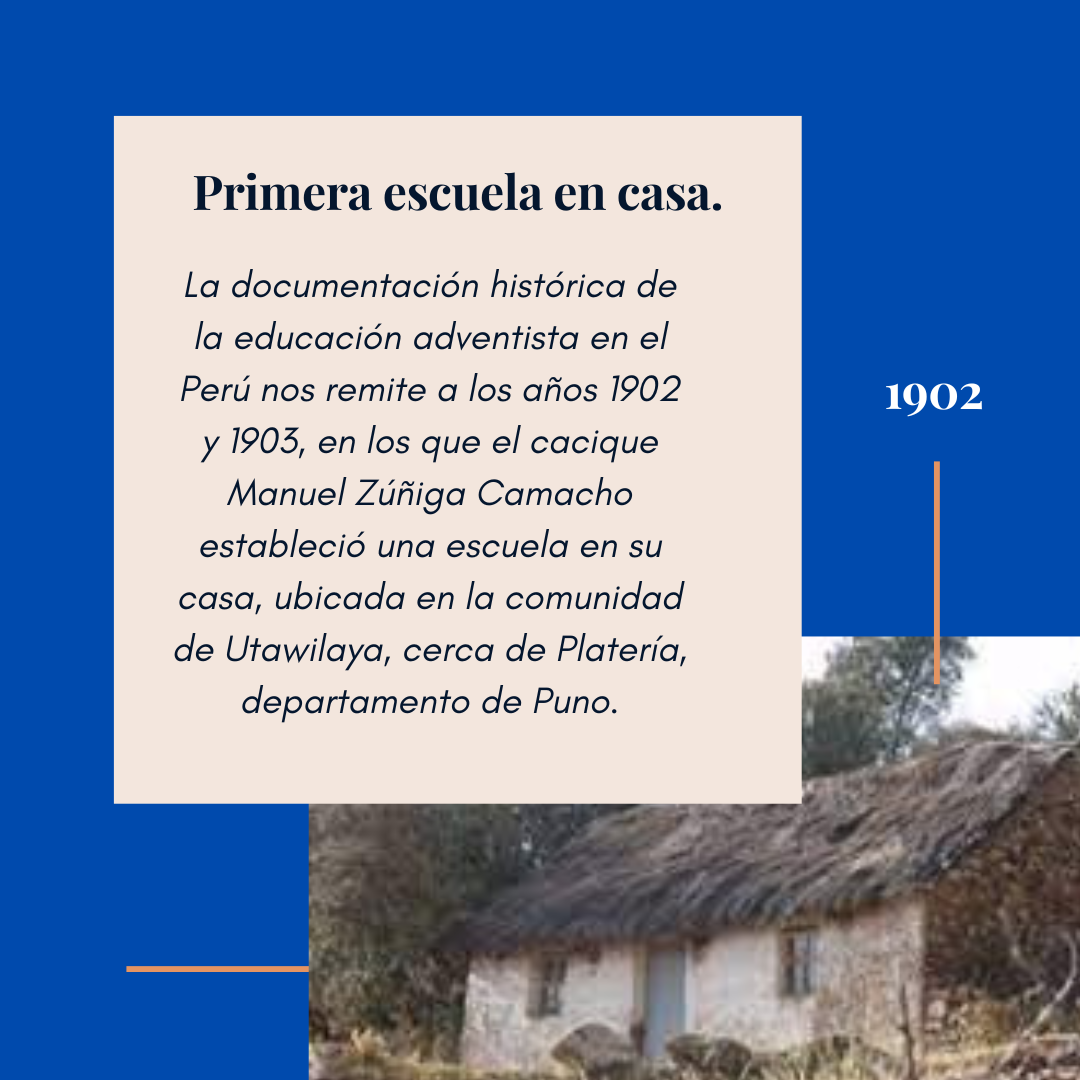 Primera escuela en casa.
La documentación histórica de
la educación adventista en el
Perú nos remite a los años 1902
y 1903, en los que el cacique
Manuel Zúñiga Camacho
estableció una escuela en su
casa, ubicada en la comunidad
de Utawilaya, cerca de Platería,
departamento de Puno.
1902